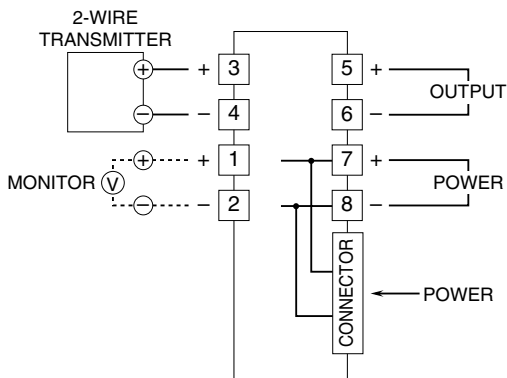 2-WIRE
TRANSMITTER
+ + 3 5 +
OUTPUT
− − 4 6 −
+ + 1 7 +
MONITOR V POWER
− − 2 8 −
CONNECTOR
POWER